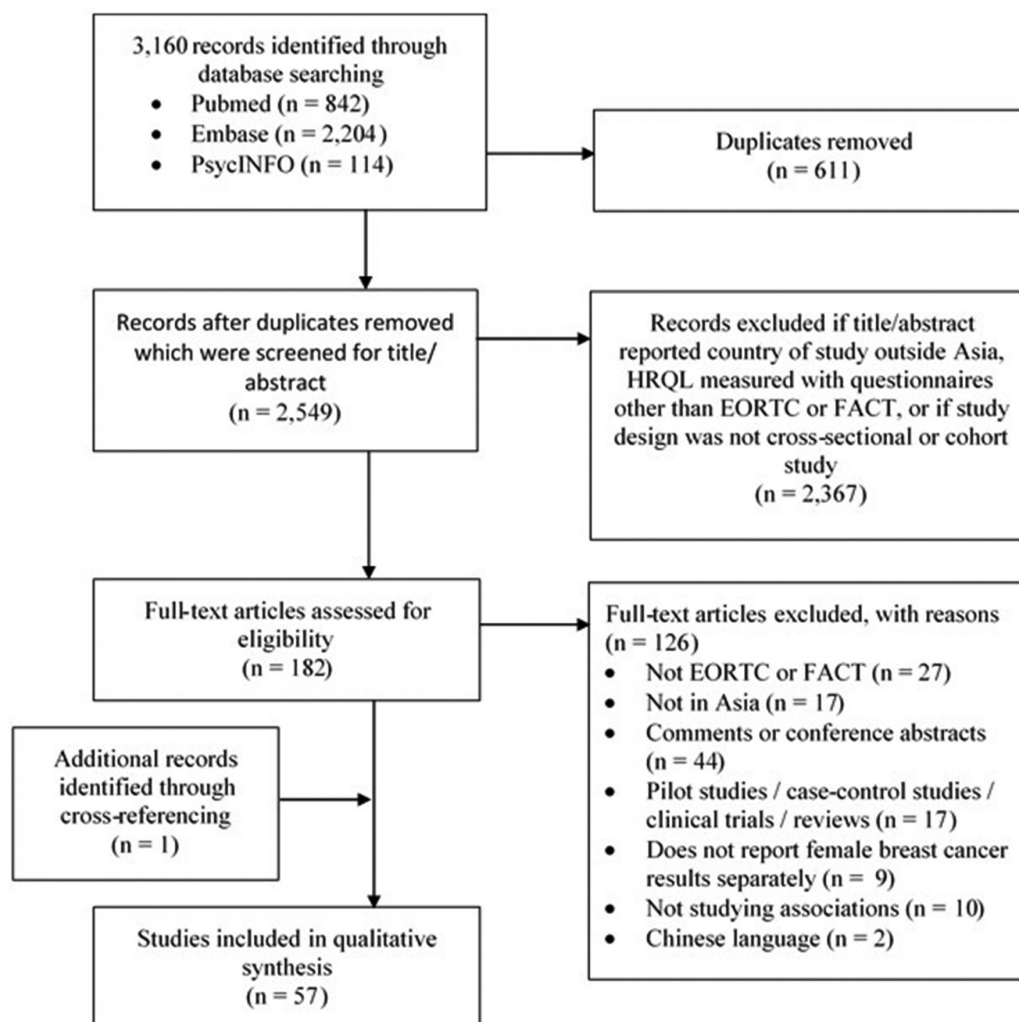 3,160 records identified through
database searching
• Pubmed (n = 842)
• Embase (n = 2,204)
• PsycINFO (n = 114)
Duplicates removed
(n = 611)
Records after duplicates removed
which were screened for title/
abstract
(n = 2,549)
Records excluded if title/abstract
reported country of study outside Asia,
HRQL measured with questionnaires
other than EORTC or FACT, or if study
design was not cross-sectional or cohort
study
(n = 2,367)
Full-text articles assessed for
eligibility
(n = 182)
Full-text articles excluded, with reasons
(n = 126)
• Not EORTC or FACT (n = 27)
• Not in Asia (n = 17)
• Comments or conference abstracts
(n = 44)
• Pilot studies / case-control studies /
clinical trials / reviews (n = 17)
• Does not report female breast cancer
results separately (n = 9)
• Not studying associations (n = 10)
• Chinese language (n = 2)
Additional records
identified through
cross-referencing
(n = 1)
Studies included in qualitative
synthesis
(n = 57)